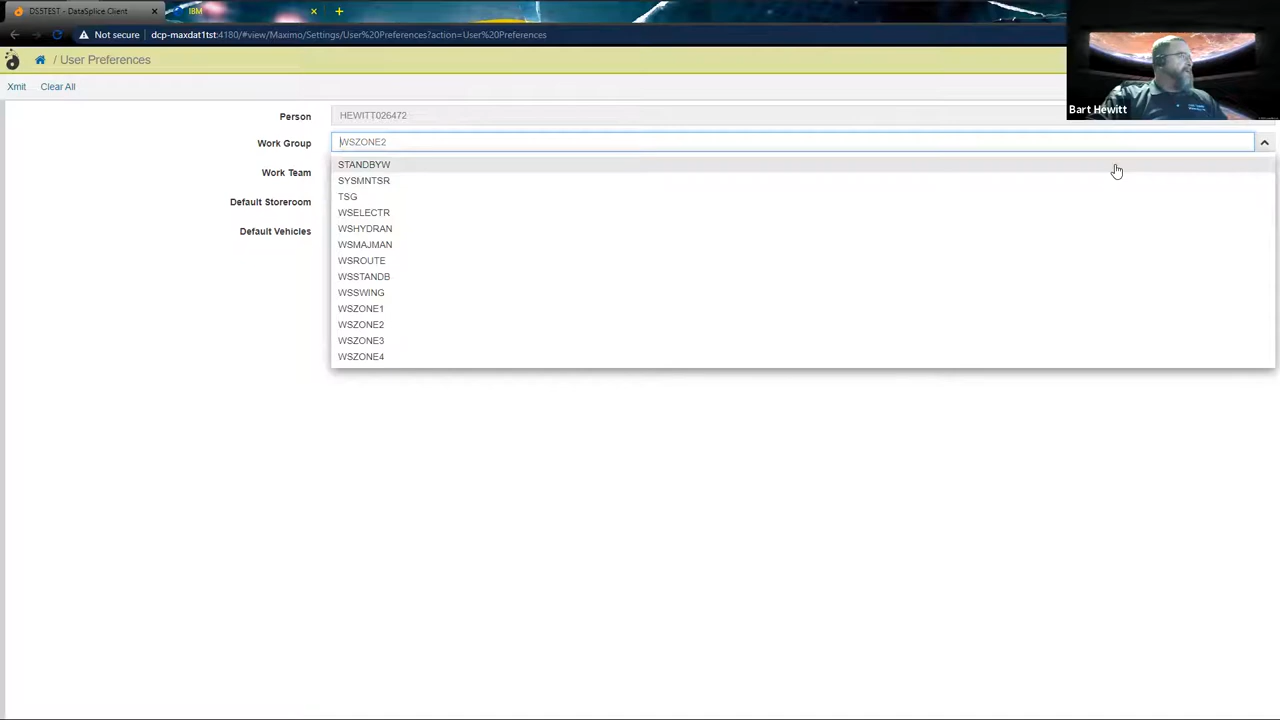 DS5TEST - DataSplice Client
IBM
Not secure
dcp-maxdat1tst:4180/#view/Maximo/Settings/User%20Preferences?action=User%20Preferences
/ User Preferences
Xmit
Clear All
Bart Hewitt
Person
HEWITT026472
Work Group
WSZONE2
Work Team
Default Storeroom
Default Vehicles
STANDBYW
SYSMNTSR
TSG
WSELECTR
WSHYDRAN
WSMAJMAN
WSROUTE
WSSTANDB
WSSWING
WSZONE1
WSZONE2
WSZONE3
WSZONE4